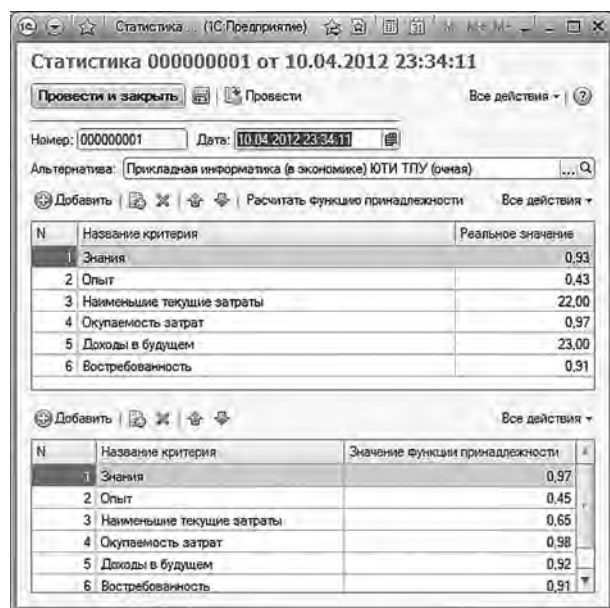 Статистика ... (1С:Предприятие) M M+ M-
Статистика 000000001 от 10.04.2012 23:34:11
Провести и закрыть Провести Все действия
Номер: 000000001 Дата: 10.04.2012 23:34:11
Альтернатива: Прикладная информатика (в экономике) ЮТИ ТПУ (очная) ...
Добавить Расчитать функцию принадлежности Все действия
N Название критерия Реальное значение
1 Знания 0,93
2 Опыт 0,43
3 Наименьшие текущие затраты 22,00
4 Окупаемость затрат 0,97
5 Доходы в будущем 23,00
6 Востребованность 0,91
Добавить Все действия
N Название критерия Значение функции принадлежности
1 Знания 0,97
2 Опыт 0,45
3 Наименьшие текущие затраты 0,65
4 Окупаемость затрат 0,98
5 Доходы в будущем 0,92
6 Востребованность 0,91